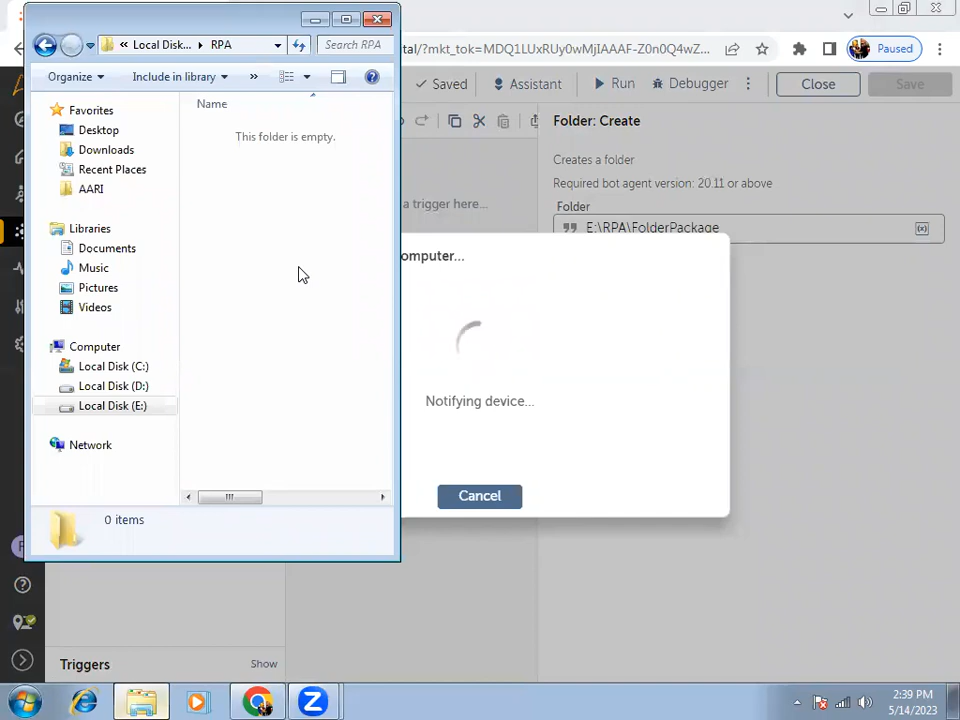 Local Disk... RPA
Search RPA
Organize
Include in library
»
Name
This folder is empty.
Favorites
Desktop
Downloads
Recent Places
AARI
Libraries
Documents
Music
Pictures
Videos
Computer
Local Disk (C:)
Local Disk (D:)
Local Disk (E:)
Network
0 items
tal/?mkt_tok=MDQ1LUxRUy0wMjIAAAF-Z0n0Q4wZ...
Paused
Saved
Assistant
Run
Debugger
Close
Save
Folder: Create
a trigger here...
Creates a folder
Required bot agent version: 20.11 or above
Folder
E:\RPA\FolderPackage
omputer...
Notifying device...
Cancel
Triggers
Show
2:39 PM
5/14/2023